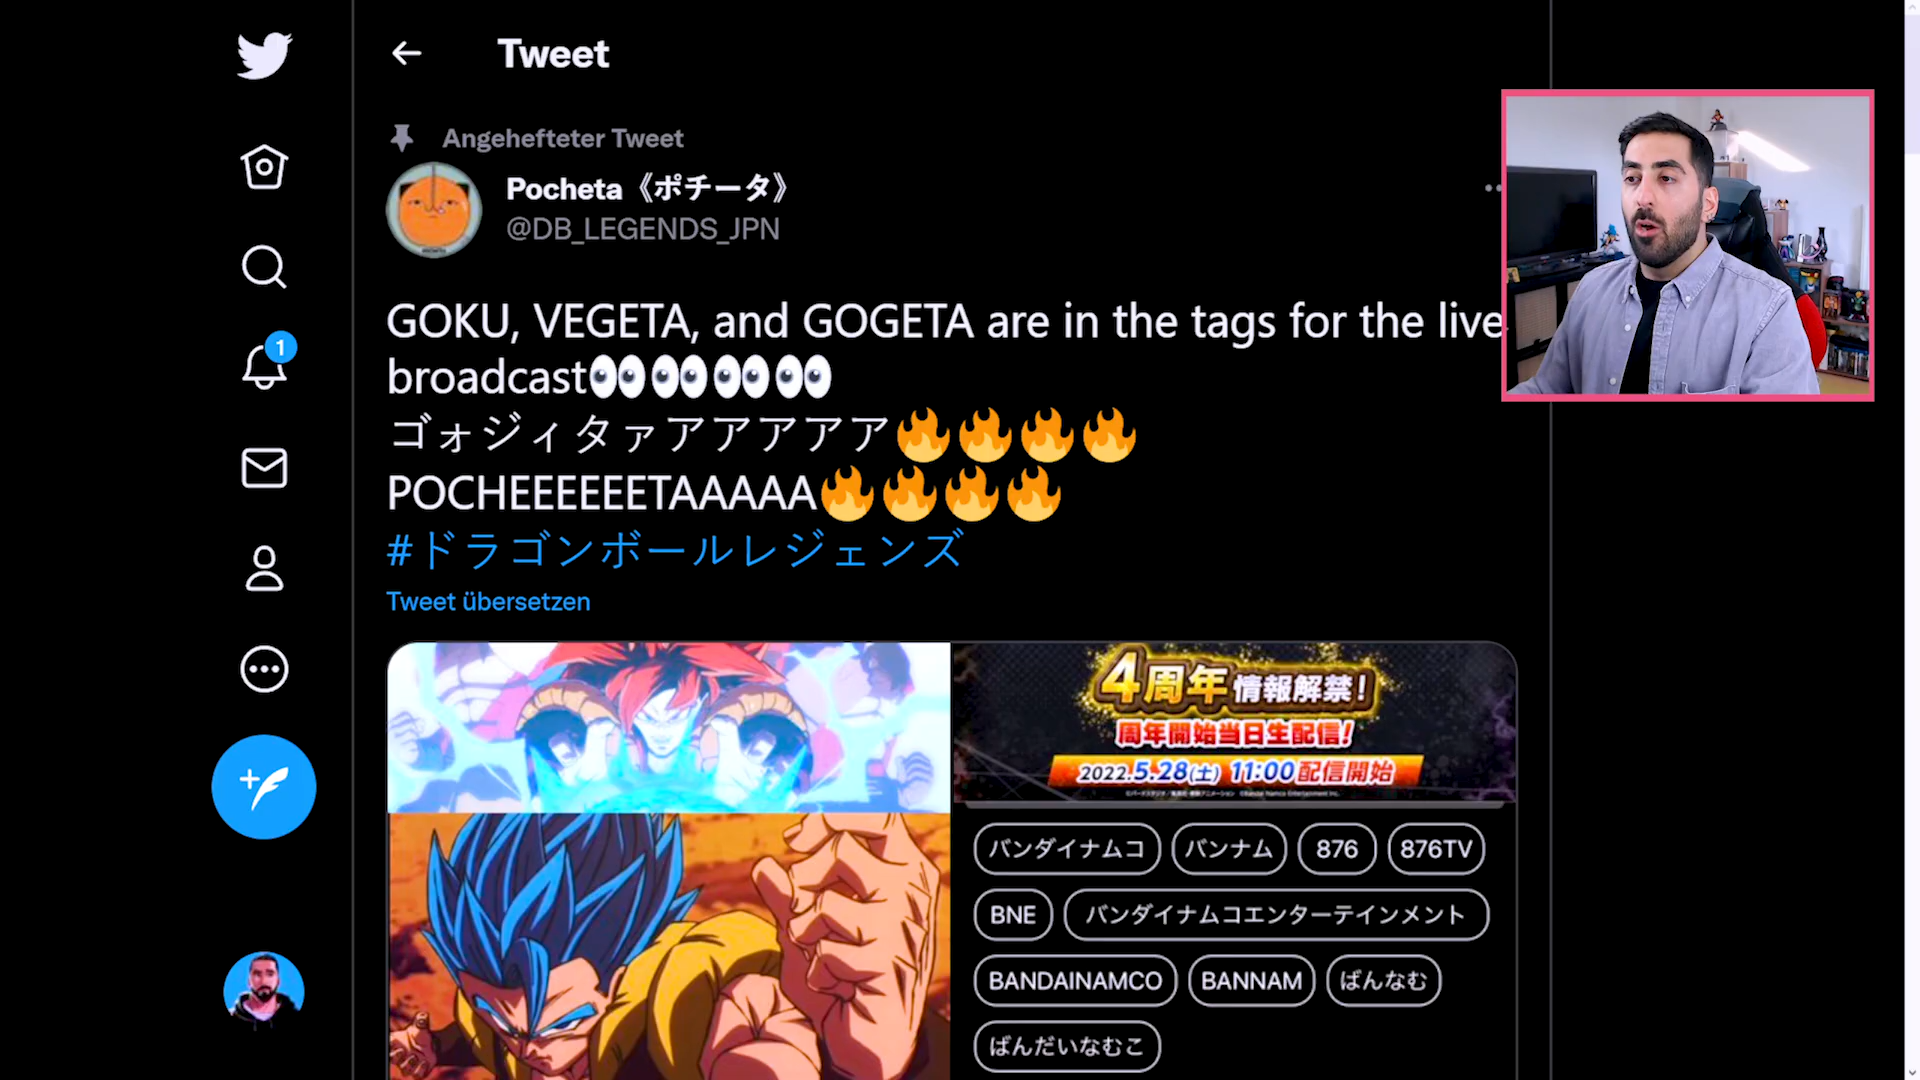 Tweet
Angehefteter Tweet
Pocheta《ポチータ》
@DB_LEGENDS_JPN
1
GOKU, VEGETA, and GOGETA are in the tags for the live
broadcast👀👀👀👀
ゴォジィタァアアアアア🔥🔥🔥🔥
POCHEEEEEETAAAAA🔥🔥🔥🔥
#ドラゴンボールレジェンズ
Tweet übersetzen
4周年情報解禁!
周年開始当日生配信!
2022.5.28(土) 11:00配信開始
バンダイナムコ バンナム 876 876TV
BNE バンダイナムコエンターテインメント
BANDAINAMCO BANNAM ばんなむ
ばんだいなむこ